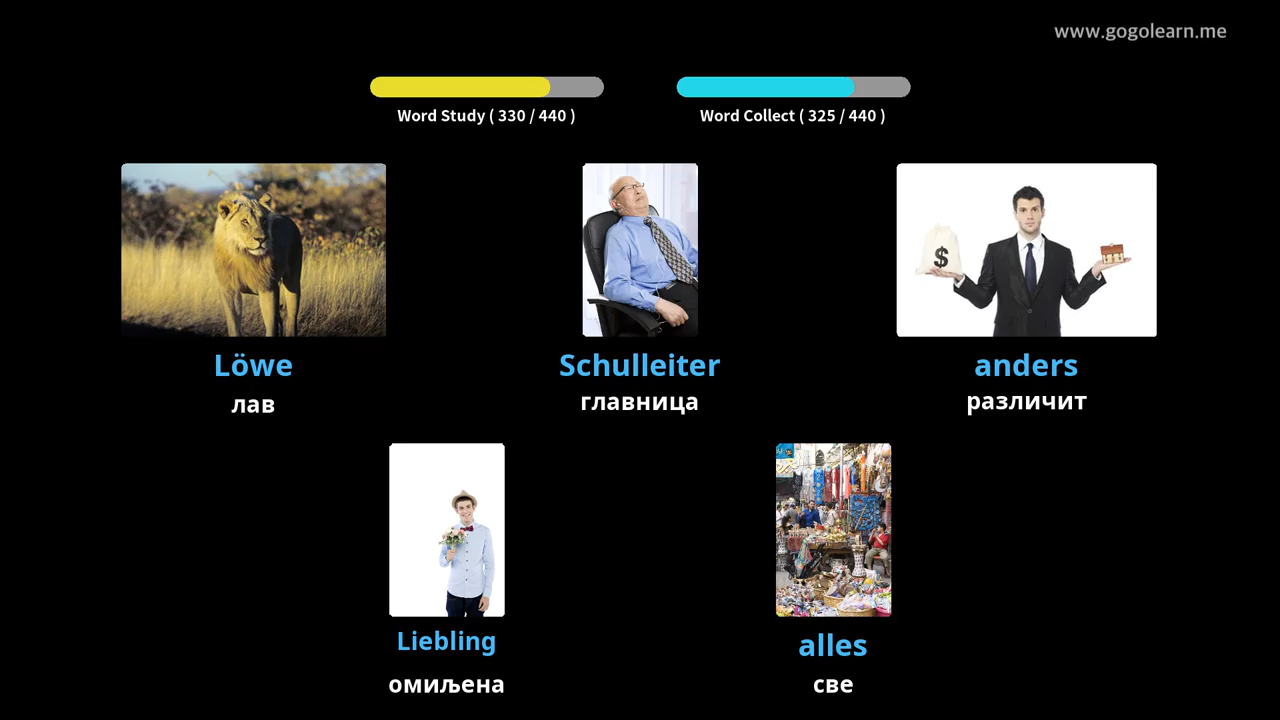 www.gogolearn.me
Word Study ( 330 / 440 )
Word Collect ( 325 / 440 )
Löwe
лав
Schulleiter
главница
anders
различит
Liebling
омиљена
alles
све